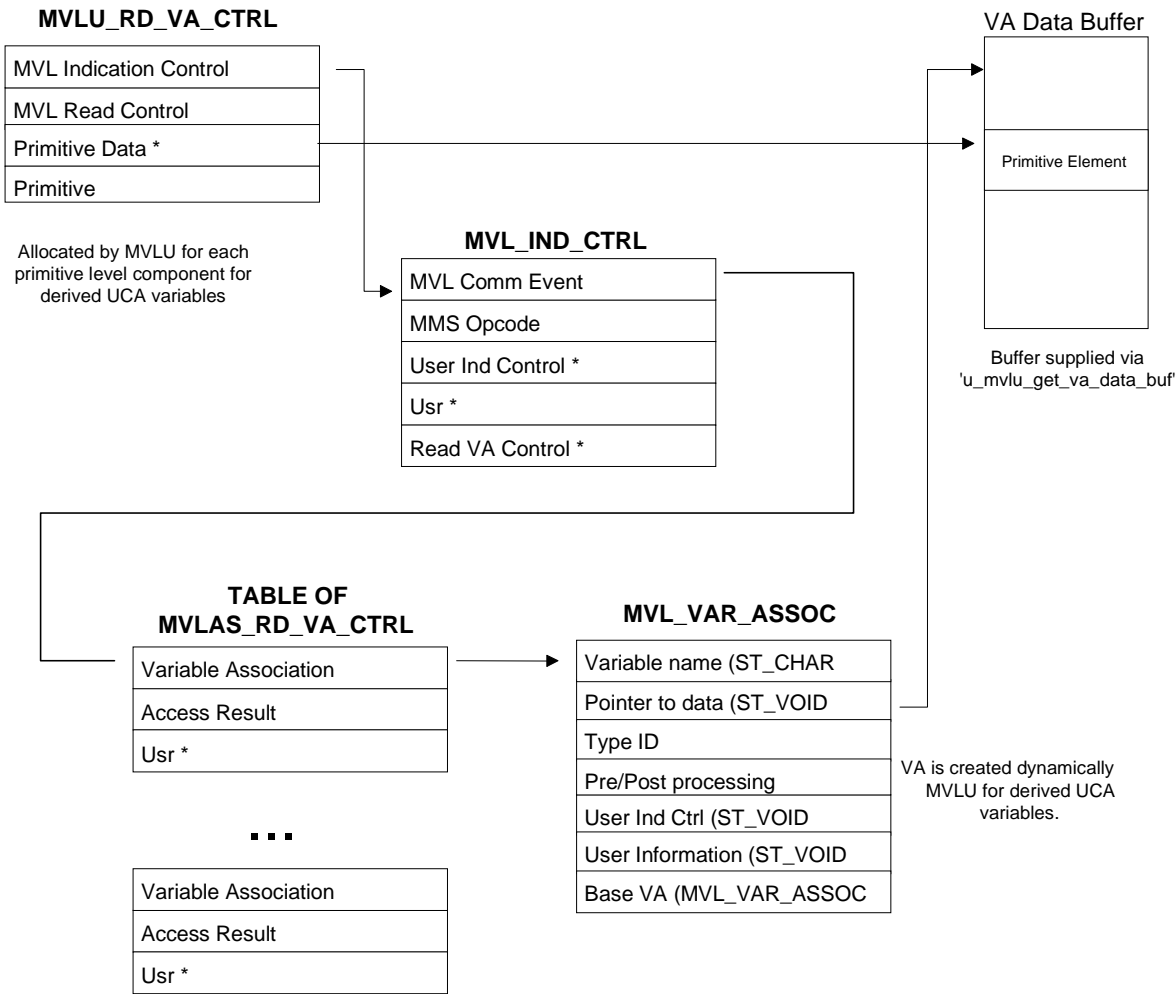 MVLU_RD_VA_CTRL
MVL Indication Control
MVL Read Control
Primitive Data *
Primitive
Allocated by MVLU for each
primitive level component for
derived UCA variables
VA Data Buffer
Primitive Element
Buffer supplied via
'u_mvlu_get_va_data_buf'
MVL_IND_CTRL
MVL Comm Event
MMS Opcode
User Ind Control *
Usr *
Read VA Control *
TABLE OF
MVLAS_RD_VA_CTRL
Variable Association
Access Result
Usr *
...
Variable Association
Access Result
Usr *
MVL_VAR_ASSOC
Variable name (ST_CHAR
Pointer to data (ST_VOID
Type ID
Pre/Post processing
User Ind Ctrl (ST_VOID
User Information (ST_VOID
Base VA (MVL_VAR_ASSOC
VA is created dynamically
MVLU for derived UCA
variables.